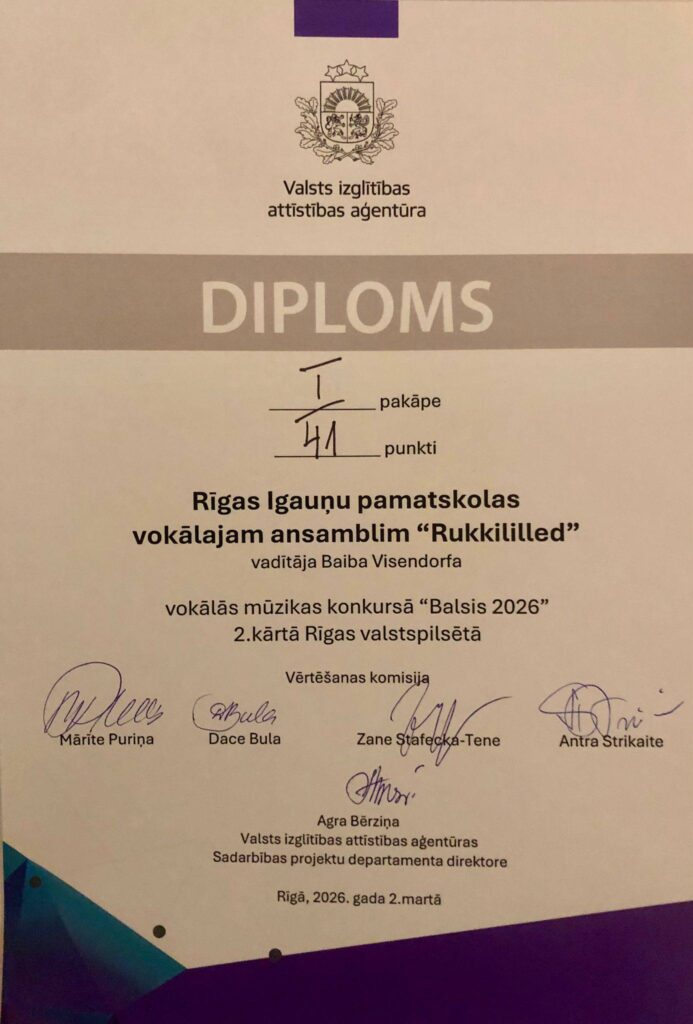 Valsts izglītības
attīstības aģentūra
DIPLOMS
I pakāpe
41 punkti
Rīgas Igauņu pamatskolas
vokālajam ansamblim “Rukkililled”
vadītāja Baiba Visendorfa
vokālās mūzikas konkursā “Balsis 2026”
2.kārtā Rīgas valstspilsētā
Vērtēšanas komisija
Mārīte Puriņa Dace Bula Zane Stafecka-Tene Antra Strikaite
Agra Bērziņa
Valsts izglītības attīstības aģentūras
Sadarbības projektu departamenta direktore
Rīgā, 2026. gada 2.martā